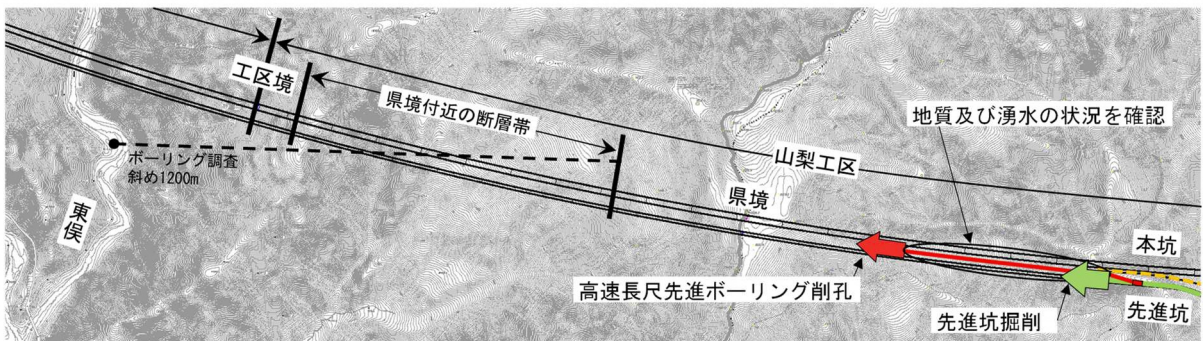 工区境
県境付近の断層帯
地質及び湧水の状況を確認
ボーリング調査
斜め1200m
山梨工区
県境
東俣
本坑
高速長尺先進ボーリング削孔
先進坑掘削
先進坑